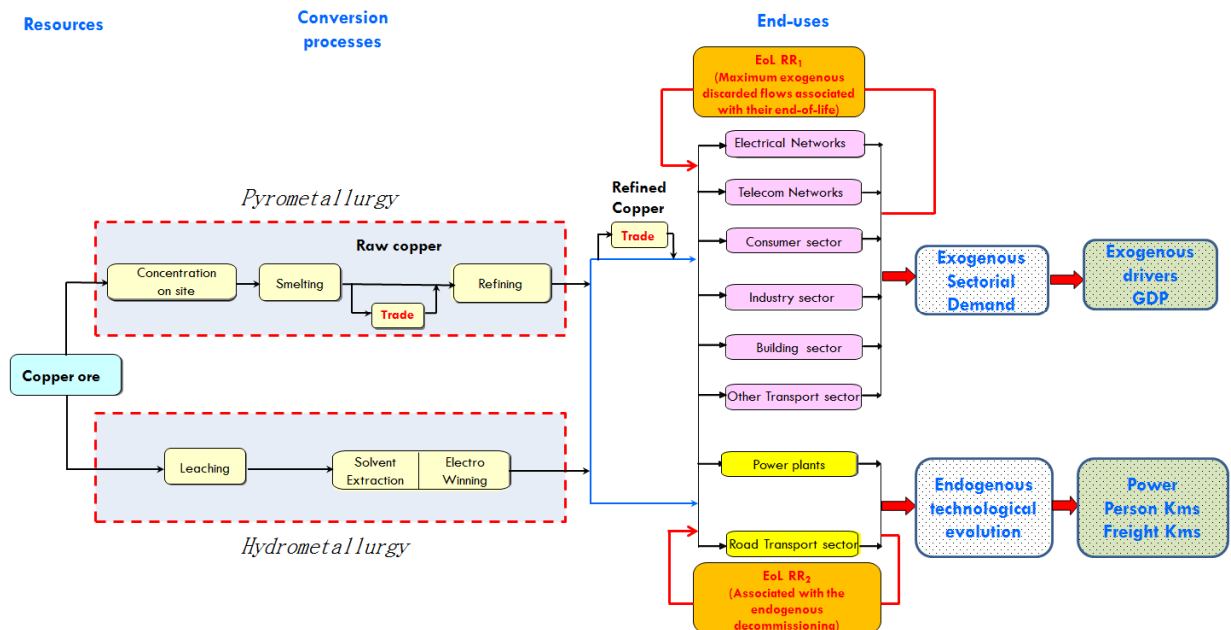 Resources
Conversion
processes
End-uses
EoL RR1
(Maximum exogenous
discarded flows associated
with their end-of-life)
Electrical Networks
Telecom Networks
Consumer sector
Industry sector
Building sector
Other Transport sector
Power plants
Road Transport sector
EoL RR2
(Associated with the
endogenous
decommissioning)
Pyrometallurgy
Raw copper
Concentration
on site
Smelting
Trade
Refining
Refined
Copper
Trade
Copper ore
Leaching
Solvent
Extraction
Electro
Winning
Hydrometallurgy
Exogenous
Sectorial
Demand
Exogenous
drivers
GDP
Endogenous
technological
evolution
Power
Person Kms
Freight Kms